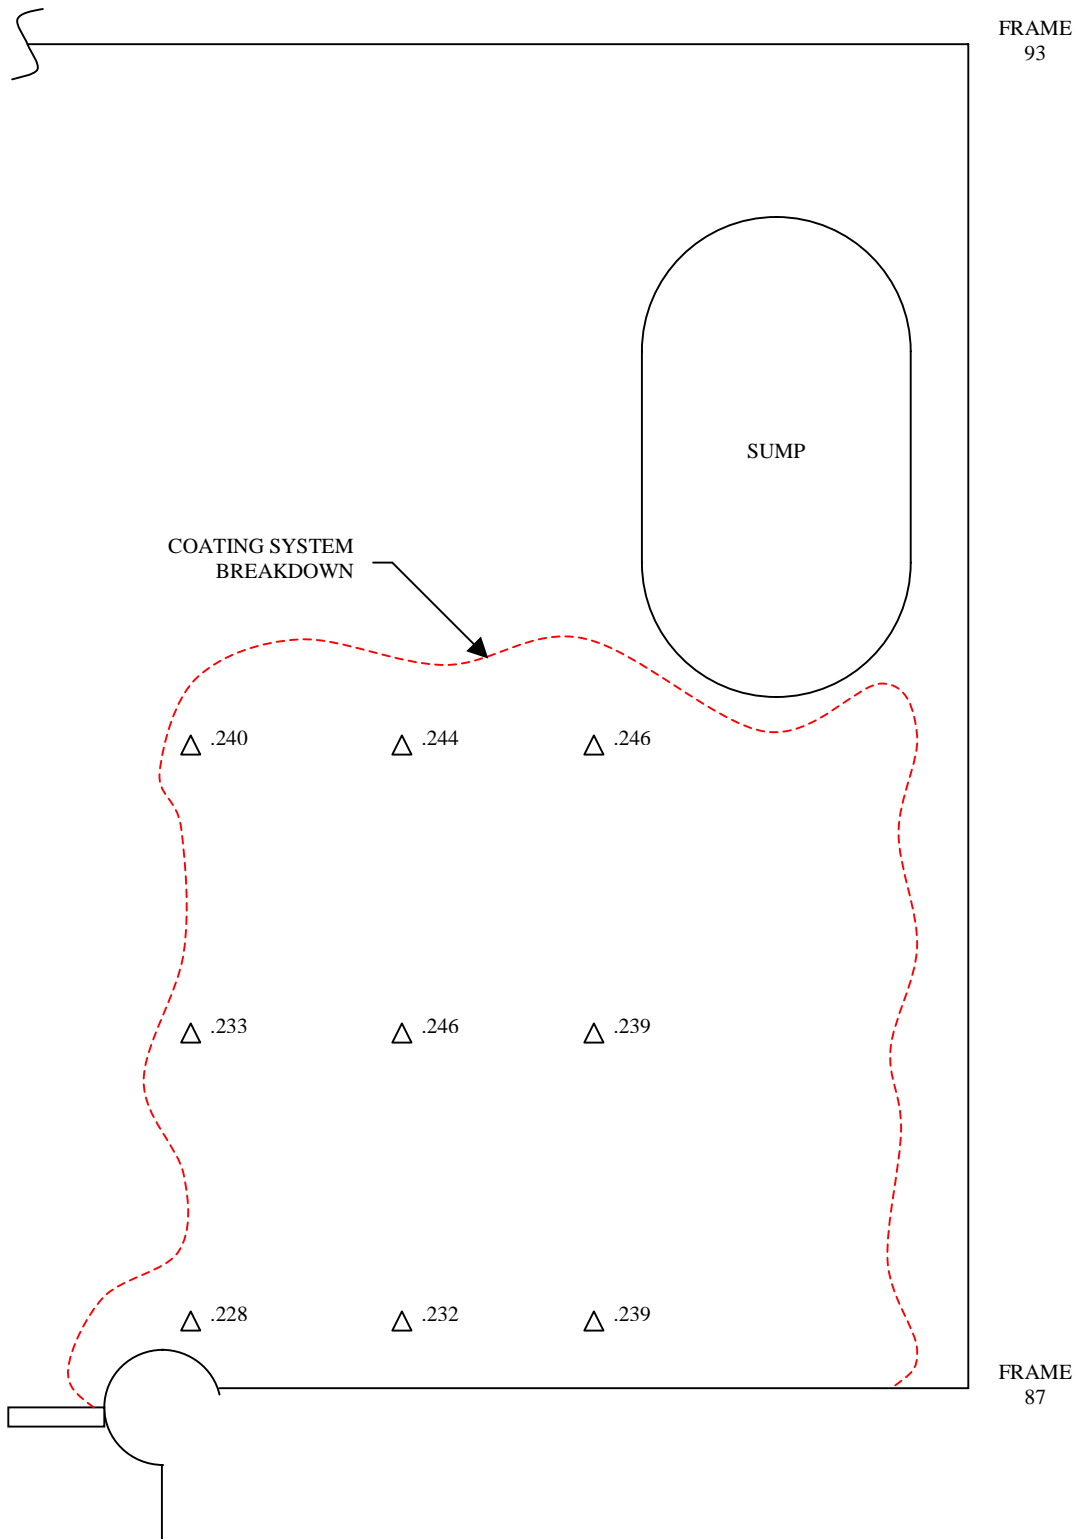 FRAME
93
SUMP
COATING SYSTEM
BREAKDOWN
.240
.244
.246
.233
.246
.239
.228
.232
.239
FRAME
87